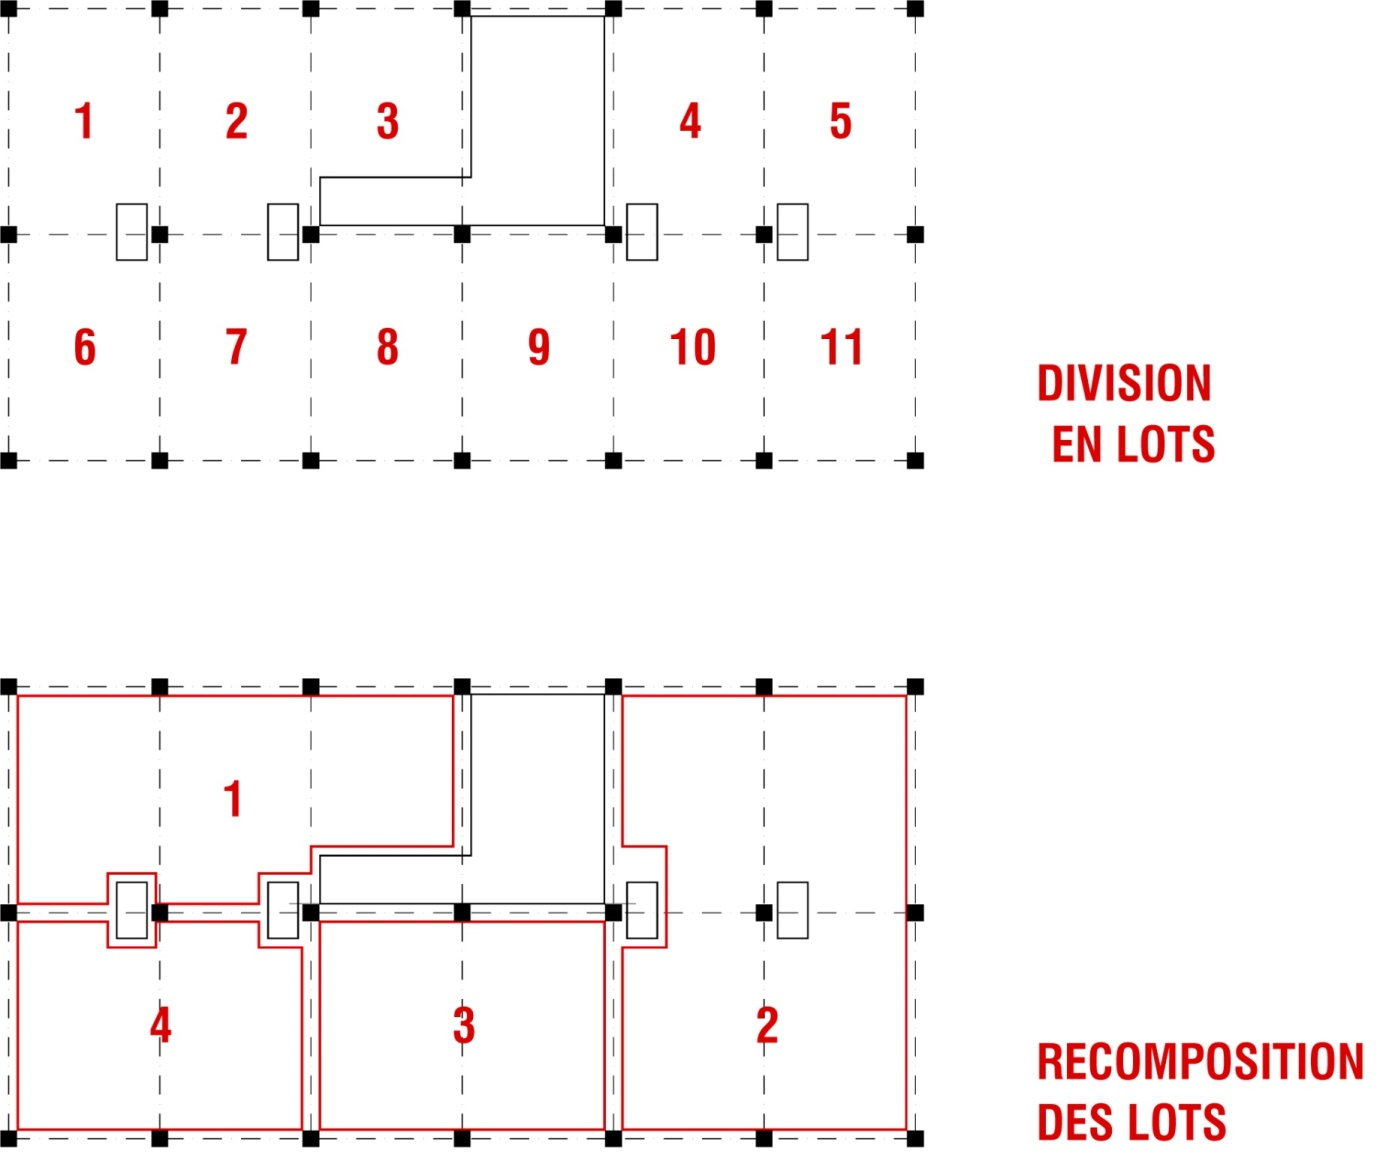 1 2 3 4 5
6 7 8 9 10 11
DIVISION
EN LOTS
1
4 3 2
RECOMPOSITION
DES LOTS